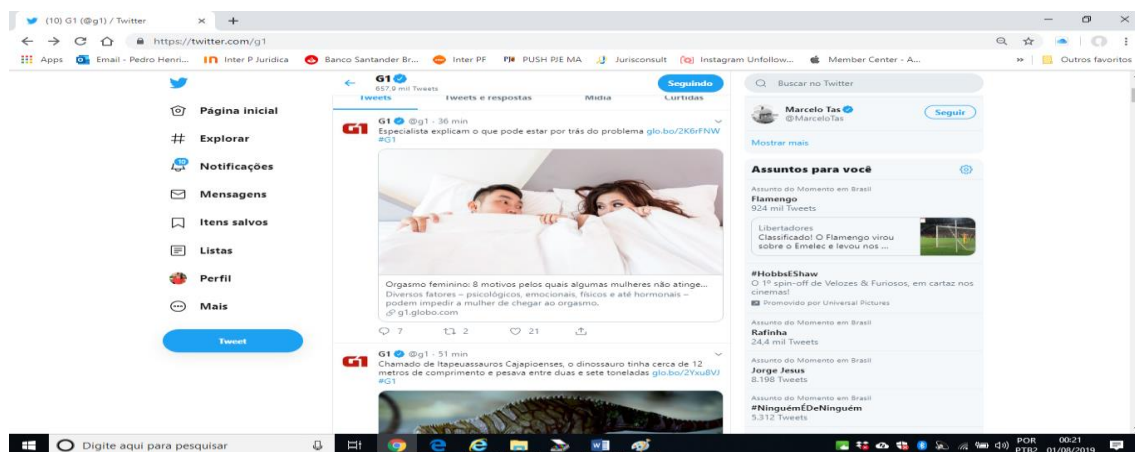 (10) G1 (@g1) / Twitter
https://twitter.com/g1
Apps
Email - Pedro Henri...
Inter P Juridica
Banco Santander Br...
Inter PF
PUSH PJE MA
Jurisconsult
Instagram Unfollow...
Member Center - A...
Outros favoritos
Página inicial
Explorar
10
Notificações
Mensagens
Itens salvos
Listas
Perfil
Mais
Tweet
G1
657,9 mil Tweets
Seguindo
Tweets
Tweets e respostas
Mídia
Curtidas
G1 @g1 · 36 min
Especialista explicam o que pode estar por trás do problema glo.bo/2K6rFNW
#G1
Orgasmo feminino: 8 motivos pelos quais algumas mulheres não atinge...
Diversos fatores – psicológicos, emocionais, físicos e até hormonais –
podem impedir a mulher de chegar ao orgasmo.
g1.globo.com
7
2
21
G1 @g1 · 51 min
Chamado de Itapeuassauros Cajapioenses, o dinossauro tinha cerca de 12
metros de comprimento e pesava entre duas e sete toneladas glo.bo/2Yxu8VJ
#G1
Buscar no Twitter
Marcelo Tas
@MarceloTas
Seguir
Mostrar mais
Assuntos para você
Assunto do Momento em Brasil
Flamengo
924 mil Tweets
Libertadores
Classificado! O Flamengo virou
sobre o Emelec e levou nos ...
#HobbsEShaw
O 1º spin-off de Velozes & Furiosos, em cartaz nos
cinemas!
Promovido por Universal Pictures
Assunto do Momento em Brasil
Rafinha
24,4 mil Tweets
Assunto do Momento em Brasil
Jorge Jesus
8.198 Tweets
Assunto do Momento em Brasil
#NinguémÉDeNinguém
5.312 Tweets
Digite aqui para pesquisar
POR
PTB2
00:21
01/08/2019